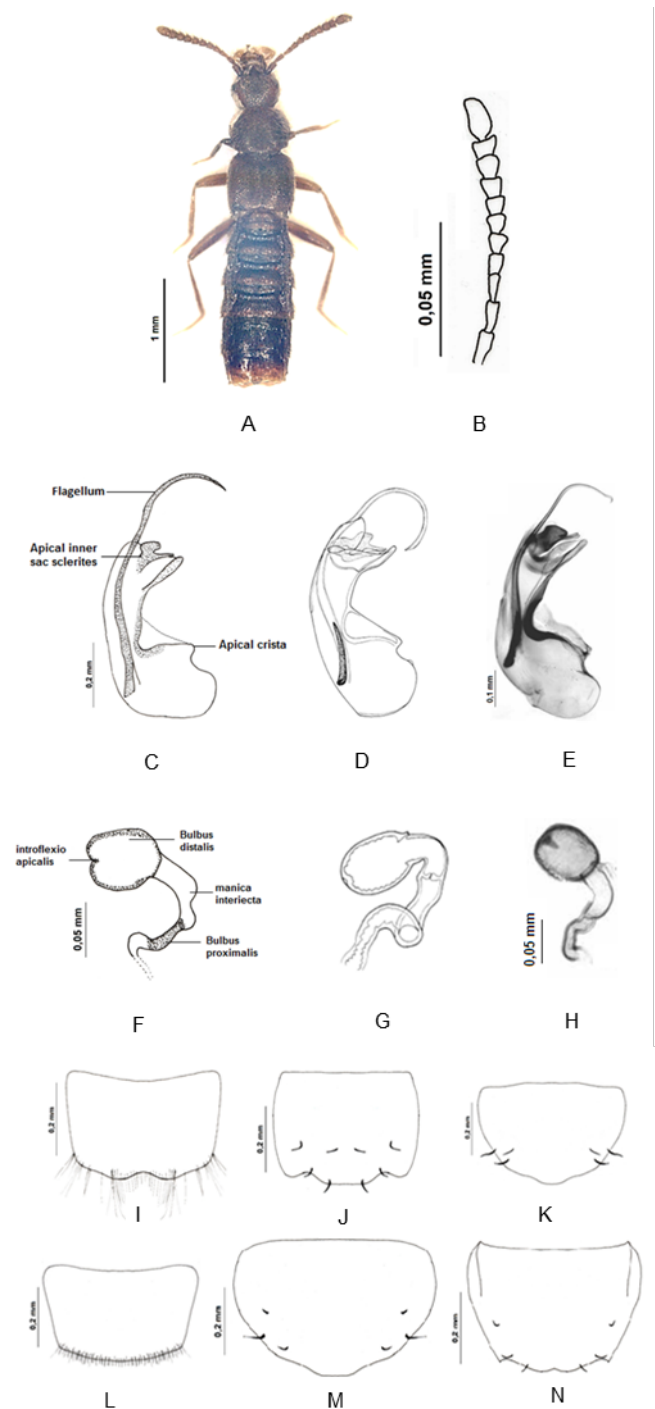 1 mm
0,05 mm
A
B
Flagellum
Apical inner
sac sclerites
Apical crista
0,2 mm
0,1 mm
C
D
E
introflexio
apicalis
Bulbus
distalis
manica
interiecta
Bulbus
proximalis
0,05 mm
0,05 mm
F
G
H
0,2 mm
0,2 mm
0,2 mm
I
J
K
0,2 mm
0,2 mm
0,2 mm
L
M
N